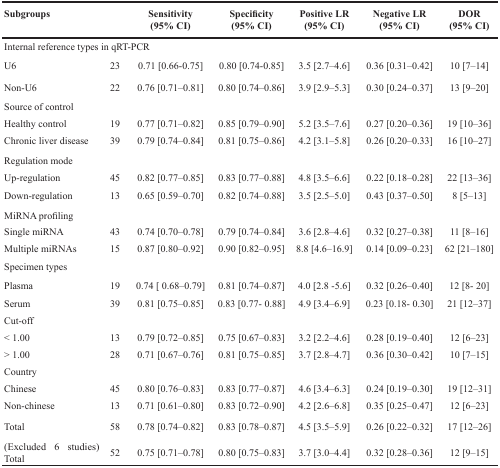 Subgroups Sensitivity (95% CI) Specificity (95% CI) Positive LR (95% CI) Negative LR (95% CI) DOR (95% CI)
Internal reference types in qRT-PCR
U6 23 0.71 [0.66-0.75] 0.80 [0.74-0.85] 3.5 [2.7–4.6] 0.36 [0.31–0.42] 10 [7–14]
Non-U6 22 0.76 [0.71–0.81] 0.80 [0.74–0.86] 3.9 [2.9–5.3] 0.30 [0.24–0.37] 13 [9–20]
Source of control
Healthy control 19 0.77 [0.71–0.82] 0.85 [0.79–0.90] 5.2 [3.5–7.6] 0.27 [0.20–0.36] 19 [10–36]
Chronic liver disease 39 0.79 [0.74–0.84] 0.81 [0.75–0.86] 4.2 [3.1–5.8] 0.26 [0.20–0.33] 16 [10–27]
Regulation mode
Up-regulation 45 0.82 [0.77–0.85] 0.83 [0.77–0.88] 4.8 [3.5–6.6] 0.22 [0.18–0.28] 22 [13–36]
Down-regulation 13 0.65 [0.59–0.70] 0.82 [0.74–0.88] 3.5 [2.5–5.0] 0.43 [0.37–0.50] 8 [5–13]
MiRNA profiling
Single miRNA 43 0.74 [0.70–0.78] 0.79 [0.74–0.84] 3.6 [2.8–4.6] 0.32 [0.27–0.38] 11 [8–16]
Multiple miRNAs 15 0.87 [0.80–0.92] 0.90 [0.82–0.95] 8.8 [4.6–16.9] 0.14 [0.09–0.23] 62 [21–180]
Specimen types
Plasma 19 0.74 [ 0.68–0.79] 0.81 [0.74–0.87] 4.0 [2.8 -5.6] 0.32 [0.26–0.40] 12 [8- 20]
Serum 39 0.81 [0.75–0.85] 0.83 [0.77- 0.88] 4.9 [3.4–6.9] 0.23 [0.18- 0.30] 21 [12–37]
Cut-off
< 1.00 13 0.79 [0.72–0.85] 0.75 [0.67–0.83] 3.2 [2.2–4.6] 0.28 [0.19–0.40] 12 [6–23]
> 1.00 28 0.71 [0.67–0.76] 0.81 [0.75–0.85] 3.7 [2.8–4.7] 0.36 [0.30–0.42] 10 [7–15]
Country
Chinese 45 0.80 [0.76–0.83] 0.83 [0.77–0.87] 4.6 [3.4–6.3] 0.24 [0.19–0.30] 19 [12–31]
Non-chinese 13 0.71 [0.61–0.80] 0.83 [0.72–0.90] 4.2 [2.6–6.8] 0.35 [0.25–0.47] 12 [6–23]
Total 58 0.78 [0.74–0.82] 0.83 [0.78–0.87] 4.5 [3.5–5.9] 0.26 [0.22–0.32] 17 [12–26]
(Excluded 6 studies) Total 52 0.75 [0.71–0.78] 0.80 [0.75–0.83] 3.7 [3.0–4.4] 0.32 [0.28–0.36] 12 [9–15]